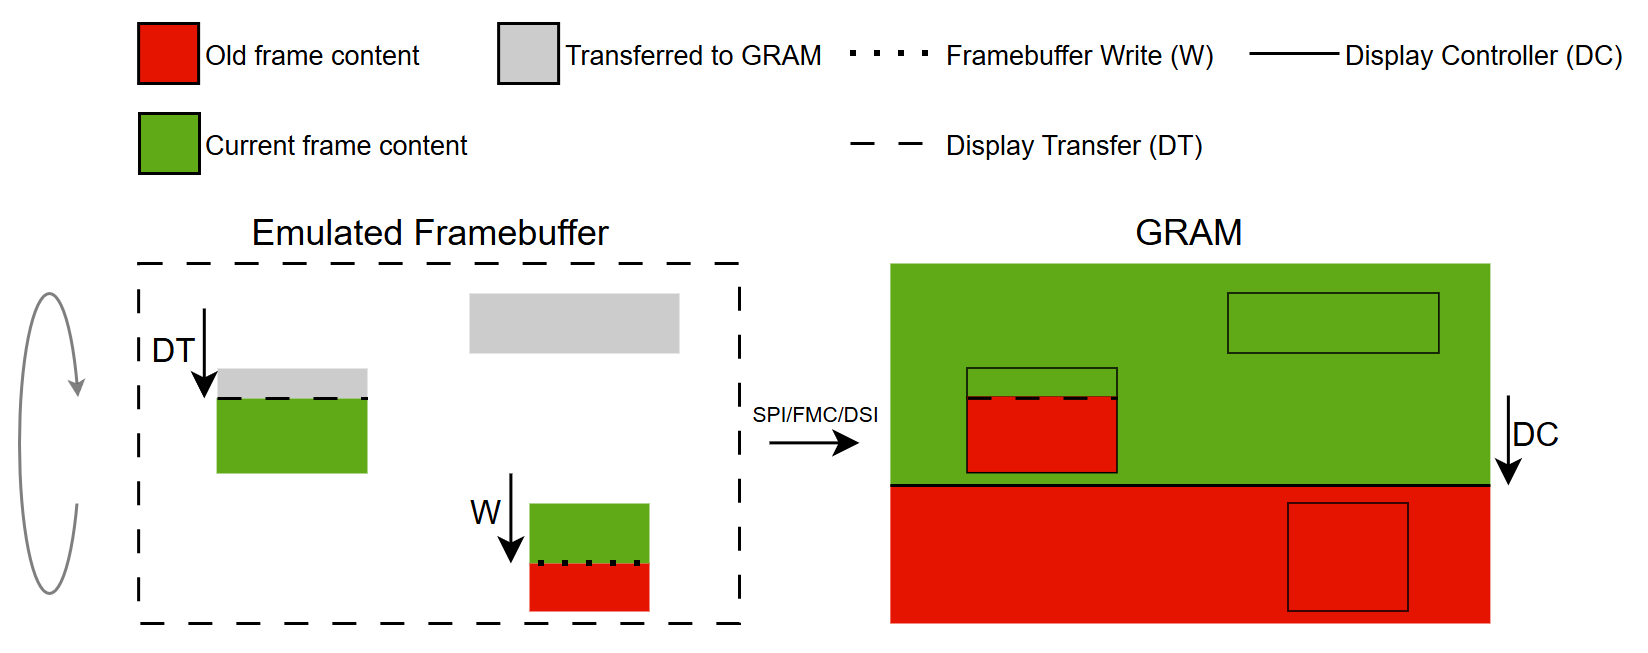 Old frame content
Transferred to GRAM
Framebuffer Write (W)
Display Controller (DC)
Current frame content
Display Transfer (DT)
Emulated Framebuffer
GRAM
DT
SPI/FMC/DSI
DC
W